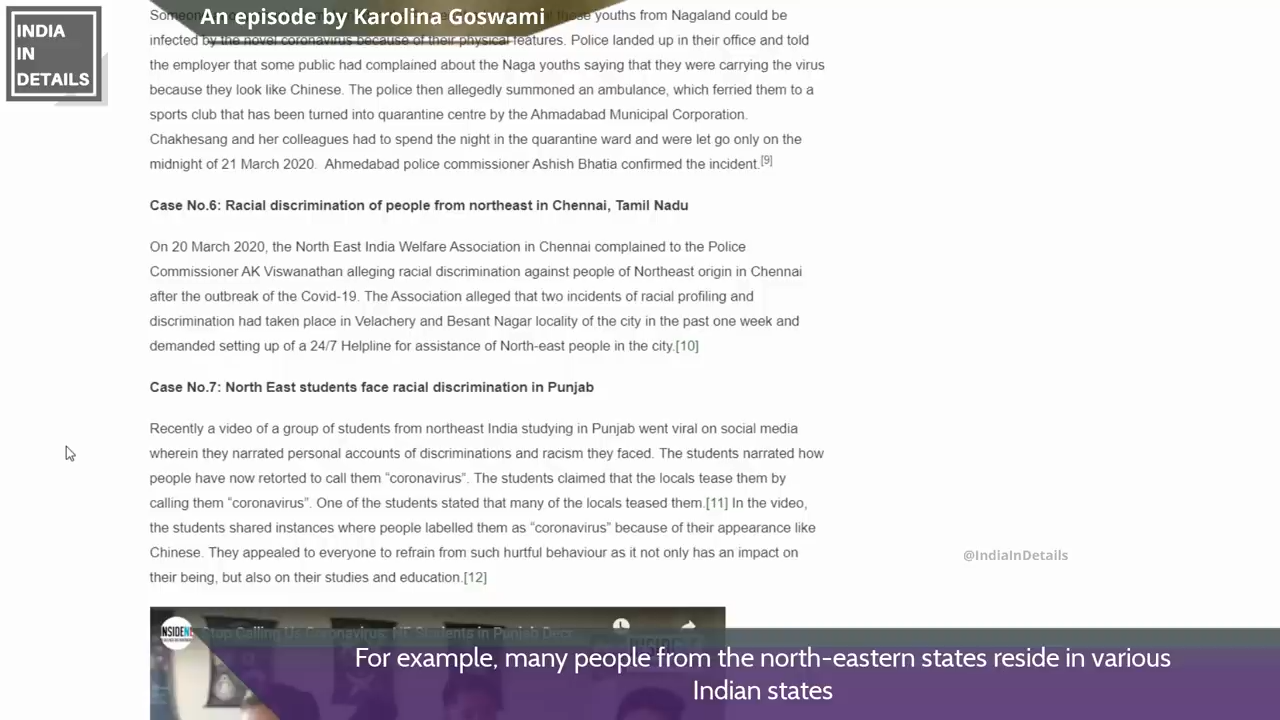 An episode by Karolina Goswami
INDIA
IN
DETAILS
youths from Nagaland could be
infected by the novel coronavirus because of their physical features. Police landed up in their office and told
the employer that some public had complained about the Naga youths saying that they were carrying the virus
because they look like Chinese. The police then allegedly summoned an ambulance, which ferried them to a
sports club that has been turned into quarantine centre by the Ahmadabad Municipal Corporation.
Chakhesang and her colleagues had to spend the night in the quarantine ward and were let go only on the
midnight of 21 March 2020. Ahmedabad police commissioner Ashish Bhatia confirmed the incident.[9]
Case No.6: Racial discrimination of people from northeast in Chennai, Tamil Nadu
On 20 March 2020, the North East India Welfare Association in Chennai complained to the Police
Commissioner AK Viswanathan alleging racial discrimination against people of Northeast origin in Chennai
after the outbreak of the Covid-19. The Association alleged that two incidents of racial profiling and
discrimination had taken place in Velachery and Besant Nagar locality of the city in the past one week and
demanded setting up of a 24/7 Helpline for assistance of North-east people in the city.[10]
Case No.7: North East students face racial discrimination in Punjab
Recently a video of a group of students from northeast India studying in Punjab went viral on social media
wherein they narrated personal accounts of discriminations and racism they faced. The students narrated how
people have now retorted to call them “coronavirus”. The students claimed that the locals tease them by
calling them “coronavirus”. One of the students stated that many of the locals teased them.[11] In the video,
the students shared instances where people labelled them as “coronavirus” because of their appearance like
Chinese. They appealed to everyone to refrain from such hurtful behaviour as it not only has an impact on
their being, but also on their studies and education.[12]
@IndiaInDetails
Stop Calling Us Coronavirus: NE Students in Punjab
For example, many people from the north-eastern states reside in various
Indian states